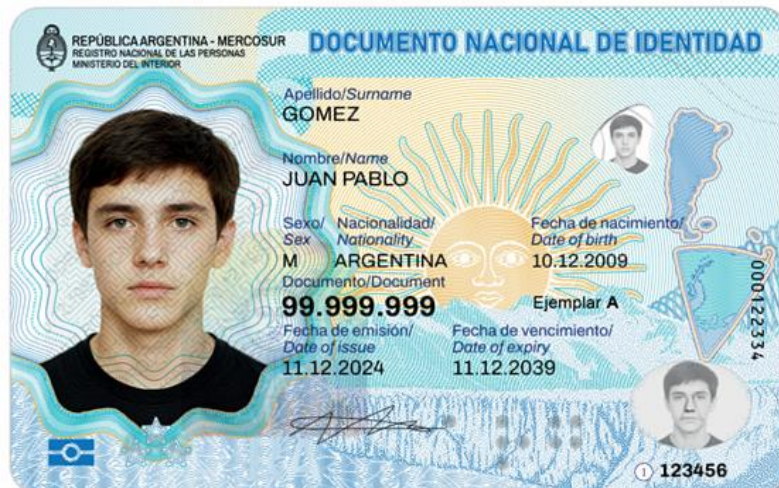 REPÚBLICA ARGENTINA - MERCOSUR
REGISTRO NACIONAL DE LAS PERSONAS
MINISTERIO DEL INTERIOR
DOCUMENTO NACIONAL DE IDENTIDAD
Apellido/Surname
GOMEZ
Nombre/Name
JUAN PABLO
Sexo/ Nacionalidad/ Fecha de nacimiento/
Sex Nationality Date of birth
M ARGENTINA 10.12.2009
Documento/Document
99.999.999 Ejemplar A
Fecha de emisión/ Fecha de vencimiento/
Date of issue Date of expiry
11.12.2024 11.12.2039
000122334
1 123456